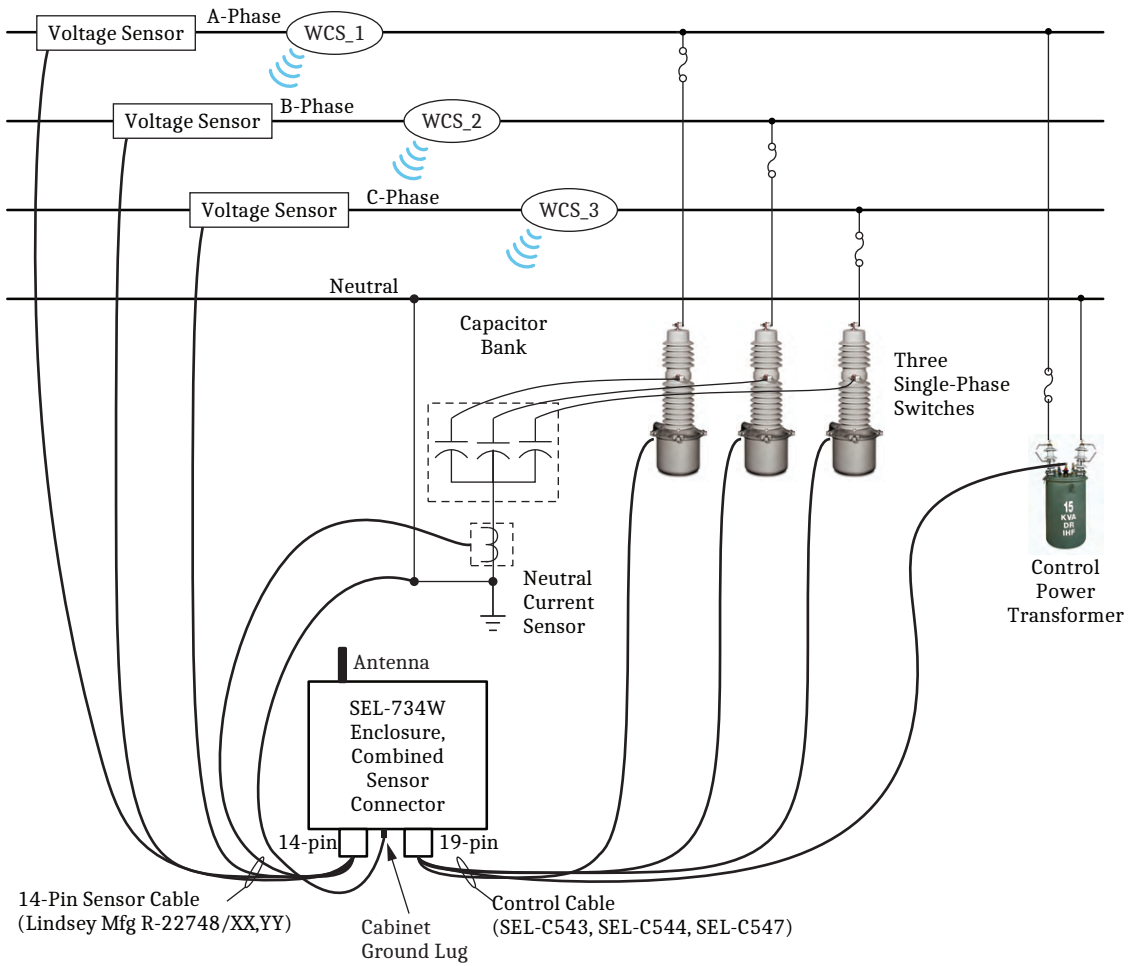 A-Phase
Voltage Sensor
WCS_1
B-Phase
Voltage Sensor
WCS_2
C-Phase
Voltage Sensor
WCS_3
Neutral
Capacitor
Bank
Three
Single-Phase
Switches
15
KVA
DR
IHF
Control
Power
Transformer
Neutral
Current
Sensor
Antenna
SEL-734W
Enclosure,
Combined
Sensor
Connector
14-pin
19-pin
14-Pin Sensor Cable
(Lindsey Mfg R-22748/XX,YY)
Cabinet
Ground Lug
Control Cable
(SEL-C543, SEL-C544, SEL-C547)